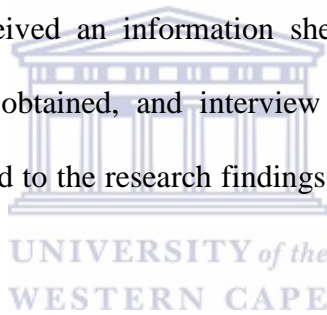 eived an information she
obtained, and interview
d to the research findings
UNIVERSITY of the
WESTERN CAPE